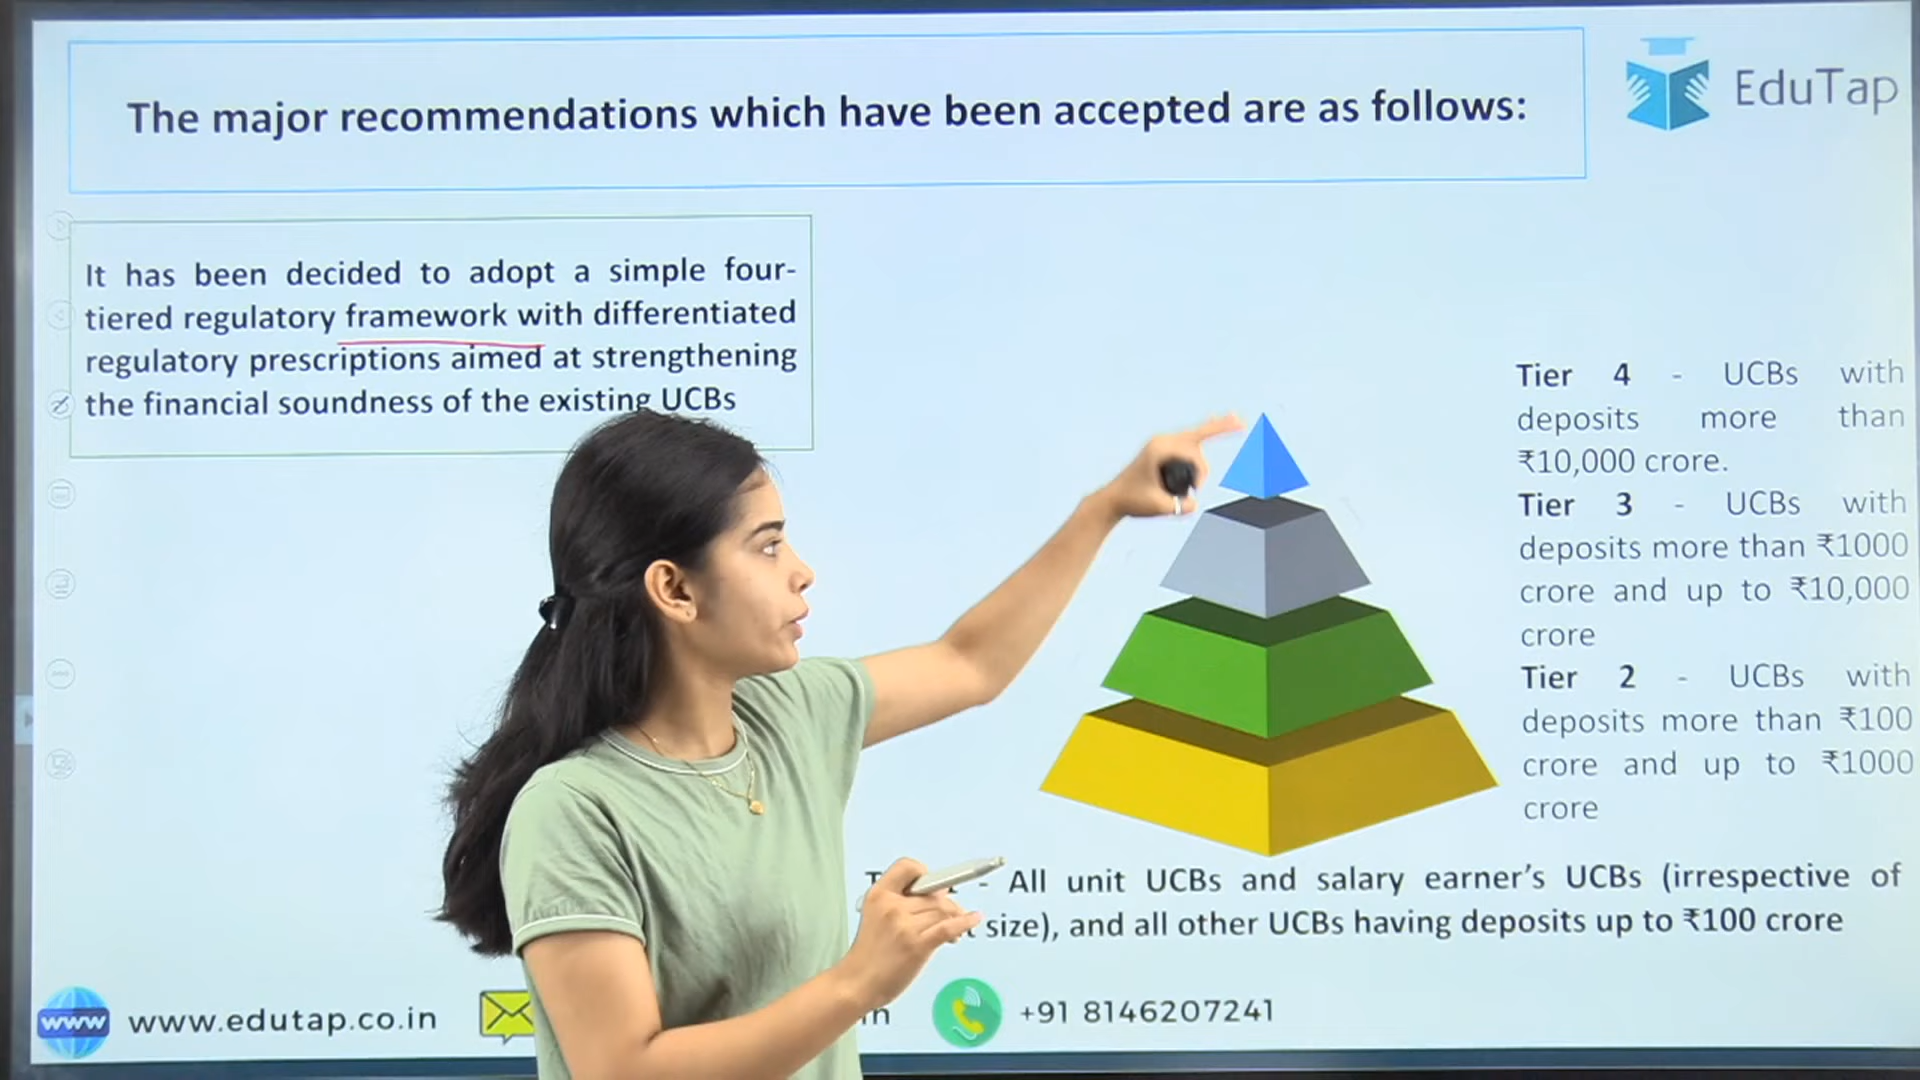 The major recommendations which have been accepted are as follows:
EduTap
It has been decided to adopt a simple four-
tiered regulatory framework with differentiated
regulatory prescriptions aimed at strengthening
the financial soundness of the existing UCBs
Tier 4 - UCBs with
deposits more than
₹10,000 crore.
Tier 3 - UCBs with
deposits more than ₹1000
crore and up to ₹10,000
crore
Tier 2 - UCBs with
deposits more than ₹100
crore and up to ₹1000
crore
- All unit UCBs and salary earner's UCBs (irrespective of
size), and all other UCBs having deposits up to ₹100 crore
www www.edutap.co.in
+91 8146207241